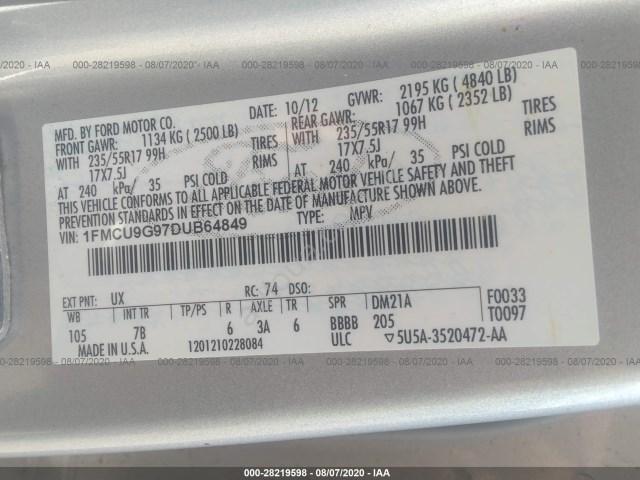 000-28219598 - 08/07/2020 - IAA
MFD. BY FORD MOTOR CO. DATE: 10/12 GVWR: 2195 KG ( 4840 LB)
FRONT GAWR: 1134 KG ( 2500 LB) REAR GAWR: 1067 KG ( 2352 LB)
WITH 235/55R17 99H TIRES WITH 235/55R17 99H TIRES
17X7.5J RIMS 17X7.5J RIMS
AT 240 kPa/ 35 PSI COLD AT 240 kPa/ 35 PSI COLD
THIS VEHICLE CONFORMS TO ALL APPLICABLE FEDERAL MOTOR VEHICLE SAFETY AND THEFT
PREVENTION STANDARDS IN EFFECT ON THE DATE OF MANUFACTURE SHOWN ABOVE.
VIN: 1FMCU9G97DUB64849 TYPE: MPV
EXT PNT: UX RC: 74 DSO:
WB INT TR TP/PS R AXLE TR SPR DM21A F0033
105 7B 6 3A 6 BBBB 205 T0097
MADE IN U.S.A. 1201210228084 ULC ▽5U5A-3520472-AA
000-28219598 - 08/07/2020 - IAA